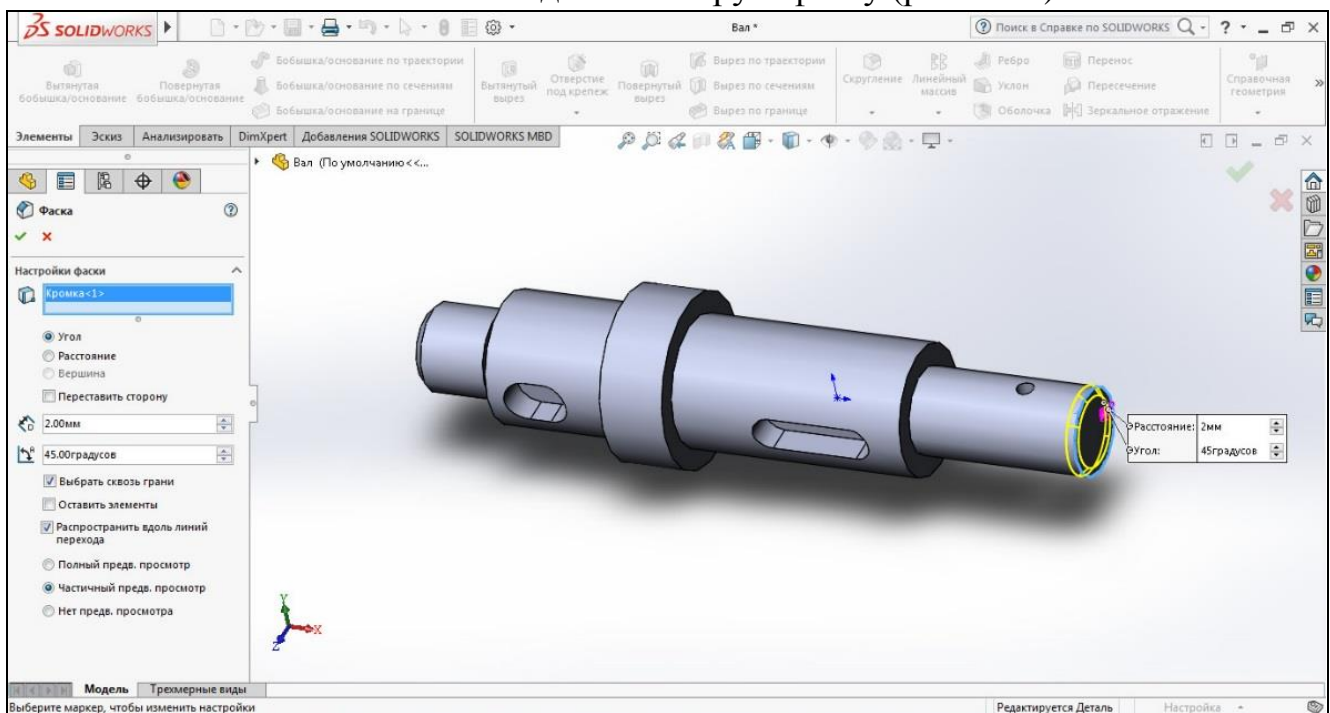 SOLIDWORKS
Вал *
Поиск в Справке по SOLIDWORKS
Вытянутая бобышка/основание
Повернутая бобышка/основание
Бобышка/основание по траектории
Бобышка/основание по сечениям
Бобышка/основание на границе
Вытянутый вырез
Отверстие под крепеж
Повернутый вырез
Вырез по траектории
Вырез по сечениям
Вырез по границе
Скругление
Линейный массив
Ребро
Уклон
Оболочка
Перенос
Пересечение
Зеркальное отражение
Справочная геометрия
Элементы Эскиз Анализировать DimXpert Добавления SOLIDWORKS SOLIDWORKS MBD
Вал (По умолчанию<<...
Фаска
Настройки фаски
Кромка<1>
Угол
Расстояние
Вершина
Переставить сторону
2.00мм
45.00градусов
Выбрать сквозь грани
Оставить элементы
Распространить вдоль линий
перехода
Полный предв. просмотр
Частичный предв. просмотр
Нет предв. просмотра
Расстояние: 2мм
Угол: 45градусов
Y
X
Z
Модель Трехмерные виды
Выберите маркер, чтобы изменить настройки
Редактируется Деталь Настройка